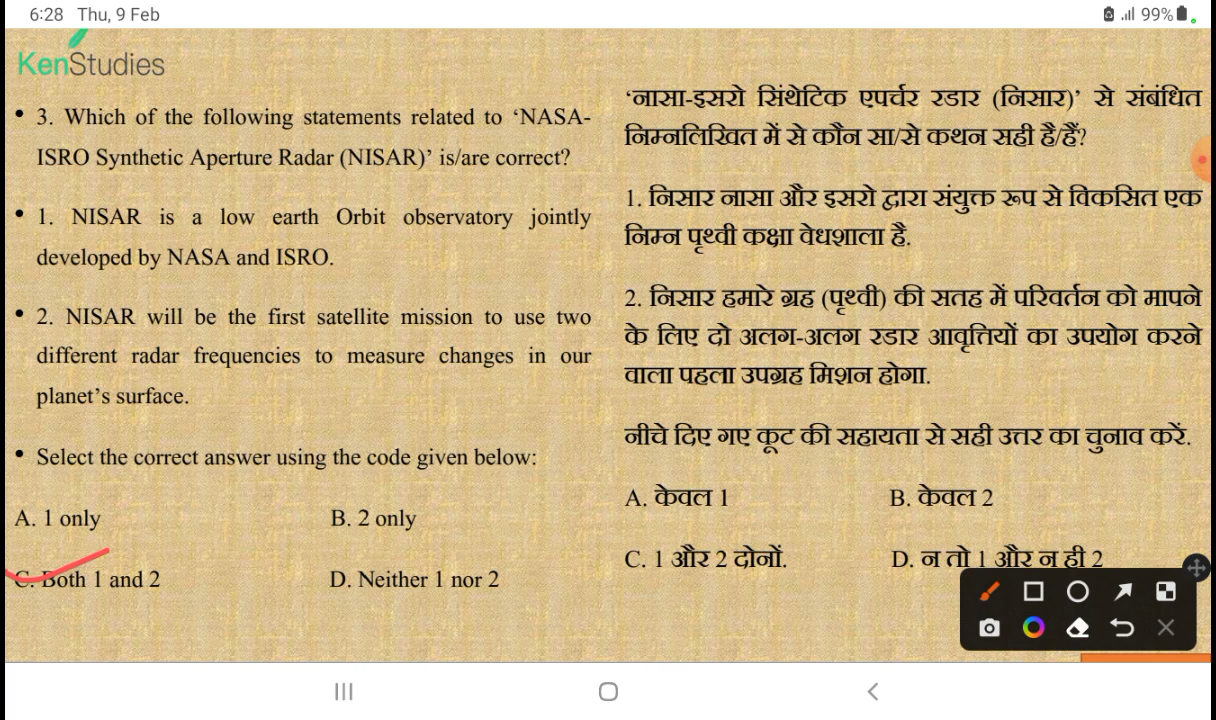 6:28 Thu, 9 Feb
99%
KenStudies
• 3. Which of the following statements related to ‘NASA-
ISRO Synthetic Aperture Radar (NISAR)’ is/are correct?
• 1. NISAR is a low earth Orbit observatory jointly
developed by NASA and ISRO.
• 2. NISAR will be the first satellite mission to use two
different radar frequencies to measure changes in our
planet’s surface.
• Select the correct answer using the code given below:
A. 1 only B. 2 only
C. Both 1 and 2 D. Neither 1 nor 2
‘नासा-इसरो सिंथेटिक एपर्चर रडार (निसार)’ से संबंधित
निम्नलिखित में से कौन सा/से कथन सही है/हैं?
1. निसार नासा और इसरो द्वारा संयुक्त रूप से विकसित एक
निम्न पृथ्वी कक्षा वेधशाला है.
2. निसार हमारे ग्रह (पृथ्वी) की सतह में परिवर्तन को मापने
के लिए दो अलग-अलग रडार आवृत्तियों का उपयोग करने
वाला पहला उपग्रह मिशन होगा.
नीचे दिए गए कूट की सहायता से सही उत्तर का चुनाव करें.
A. केवल 1 B. केवल 2
C. 1 और 2 दोनों. D. न तो 1 और न ही 2